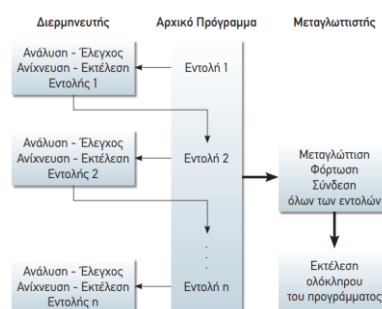 Διερμηνευτής
Αρχικό Πρόγραμμα
Μεταγλωττιστής
Ανάλυση - Έλεγχος
Ανίχνευση - Εκτέλεση
Εντολής 1
Εντολή 1
Ανάλυση - Έλεγχος
Ανίχνευση - Εκτέλεση
Εντολής 2
Εντολή 2
Μεταγλώττιση
Φόρτωση
Σύνδεση
όλων των εντολών
Ανάλυση - Έλεγχος
Ανίχνευση - Εκτέλεση
Εντολής n
Εντολή n
Εκτέλεση
ολόκληρου
του προγράμματος